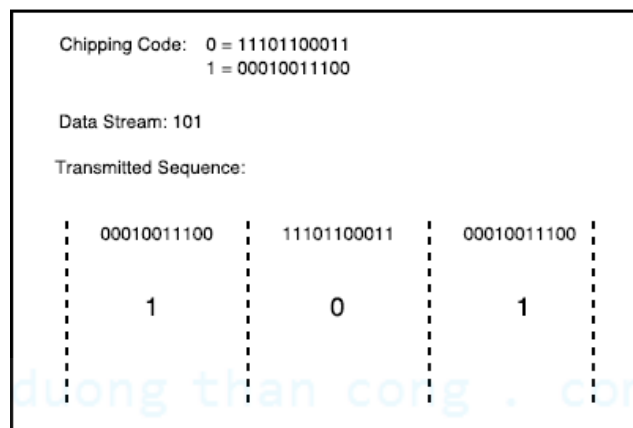 Chipping Code: 0 = 11101100011
1 = 00010011100
Data Stream: 101
Transmitted Sequence:
00010011100 11101100011 00010011100
1 0 1
duong than cong . con